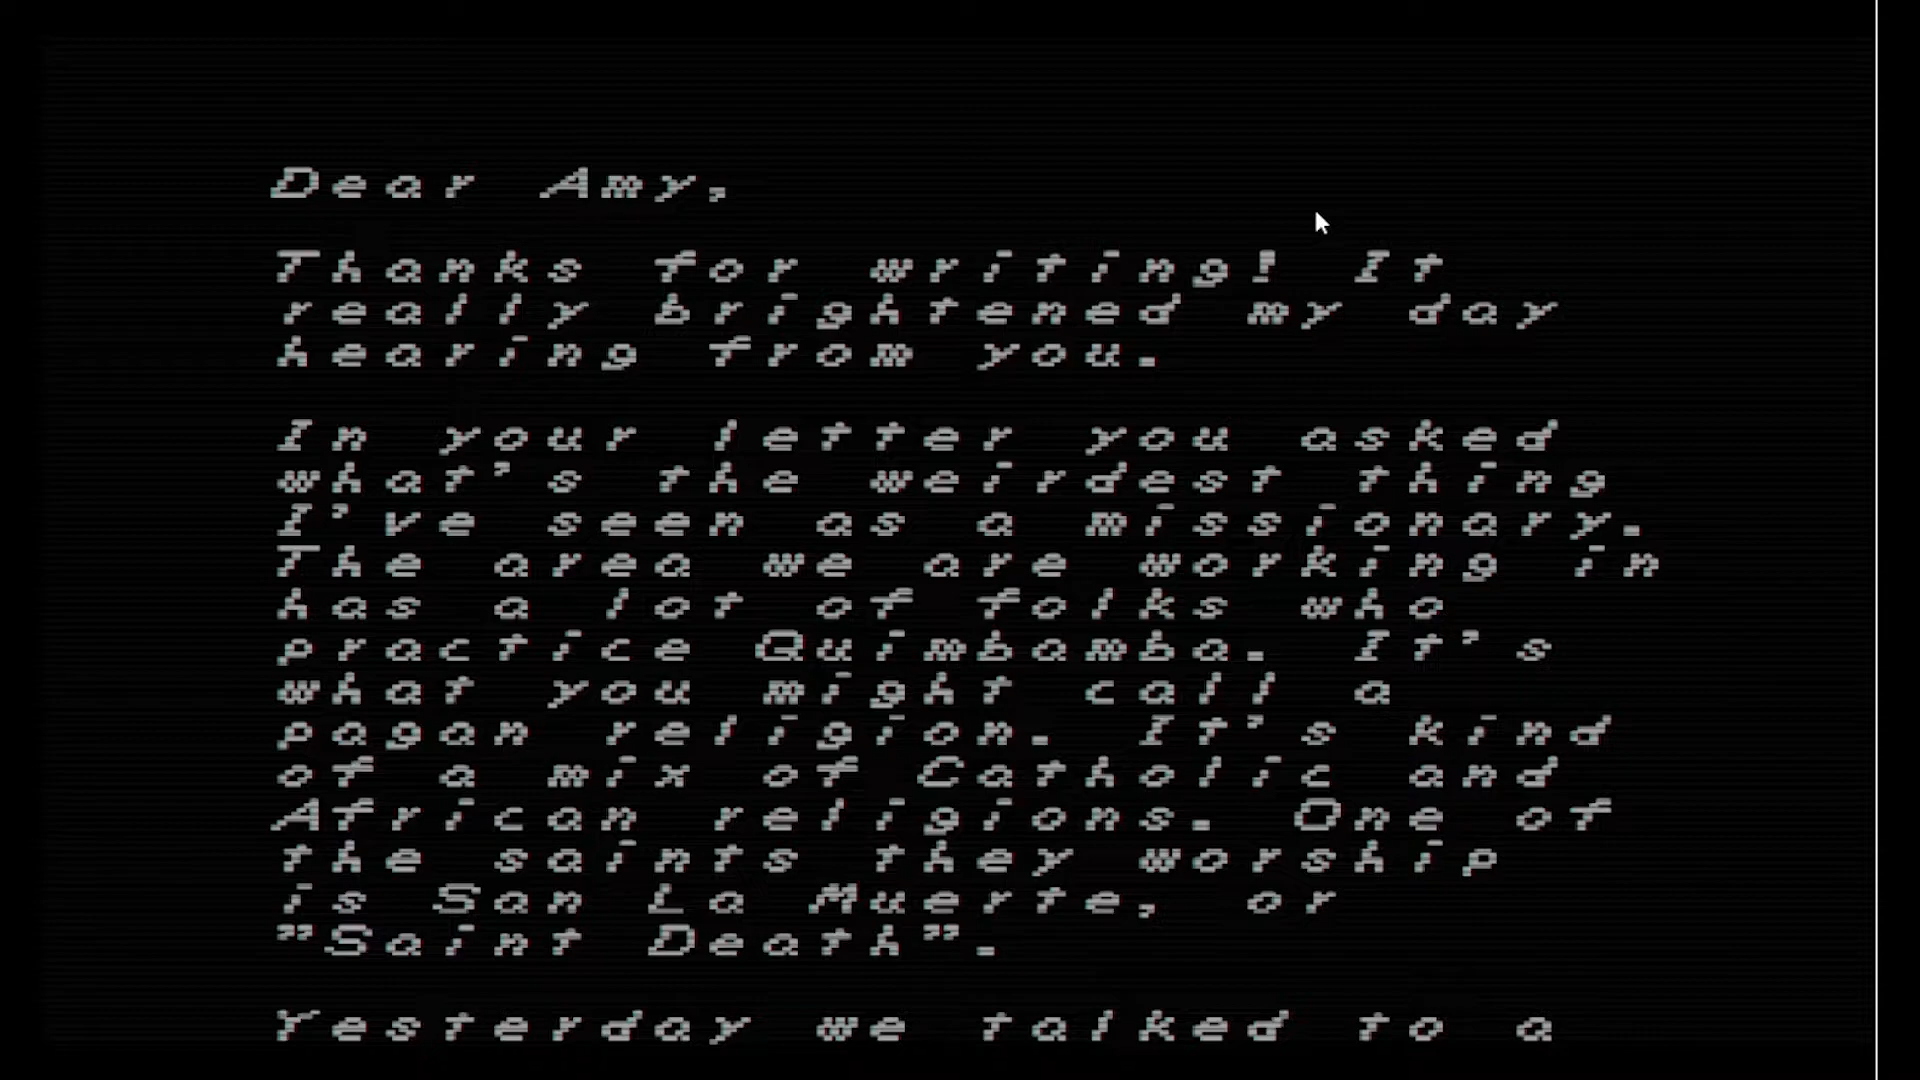 Dear Amy,
Thanks for writing! It
really brightened my day
hearing from you.
In your letter you asked
what's the weirdest thing
I've seen as a missionary.
The area we are working in
has a lot of folks who
practice Quimbamba. It's
what you might call a
pagan religion. It's kind
of a mix of Catholic and
African religions. One of
the saints they worship
is San La Muerte, or
"Saint Death".
Yesterday we talked to a